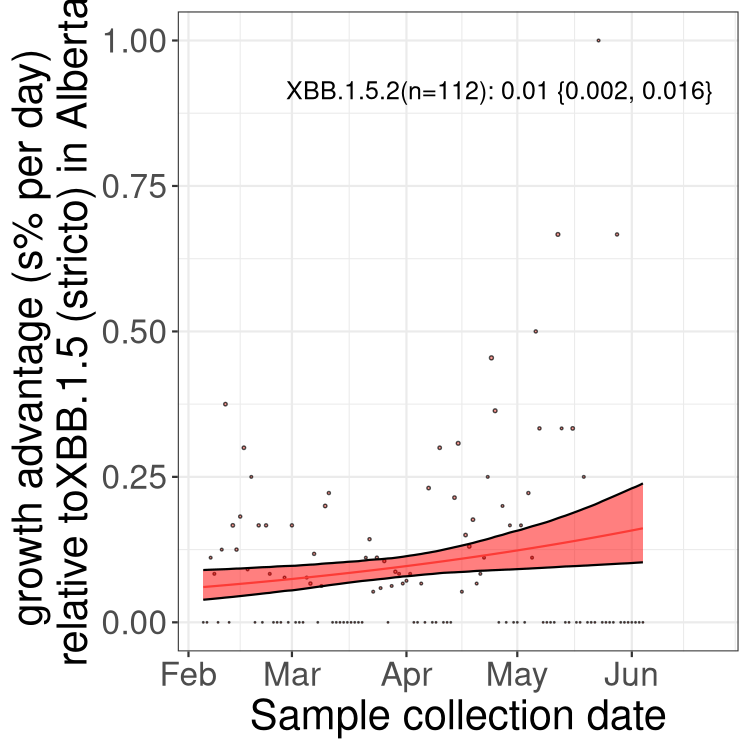 growth advantage (s% per day)
relative toXBB.1.5 (stricto) in Alberta
1.00
0.75
0.50
0.25
0.00
XBB.1.5.2(n=112): 0.01 {0.002, 0.016}
Feb Mar Apr May Jun
Sample collection date